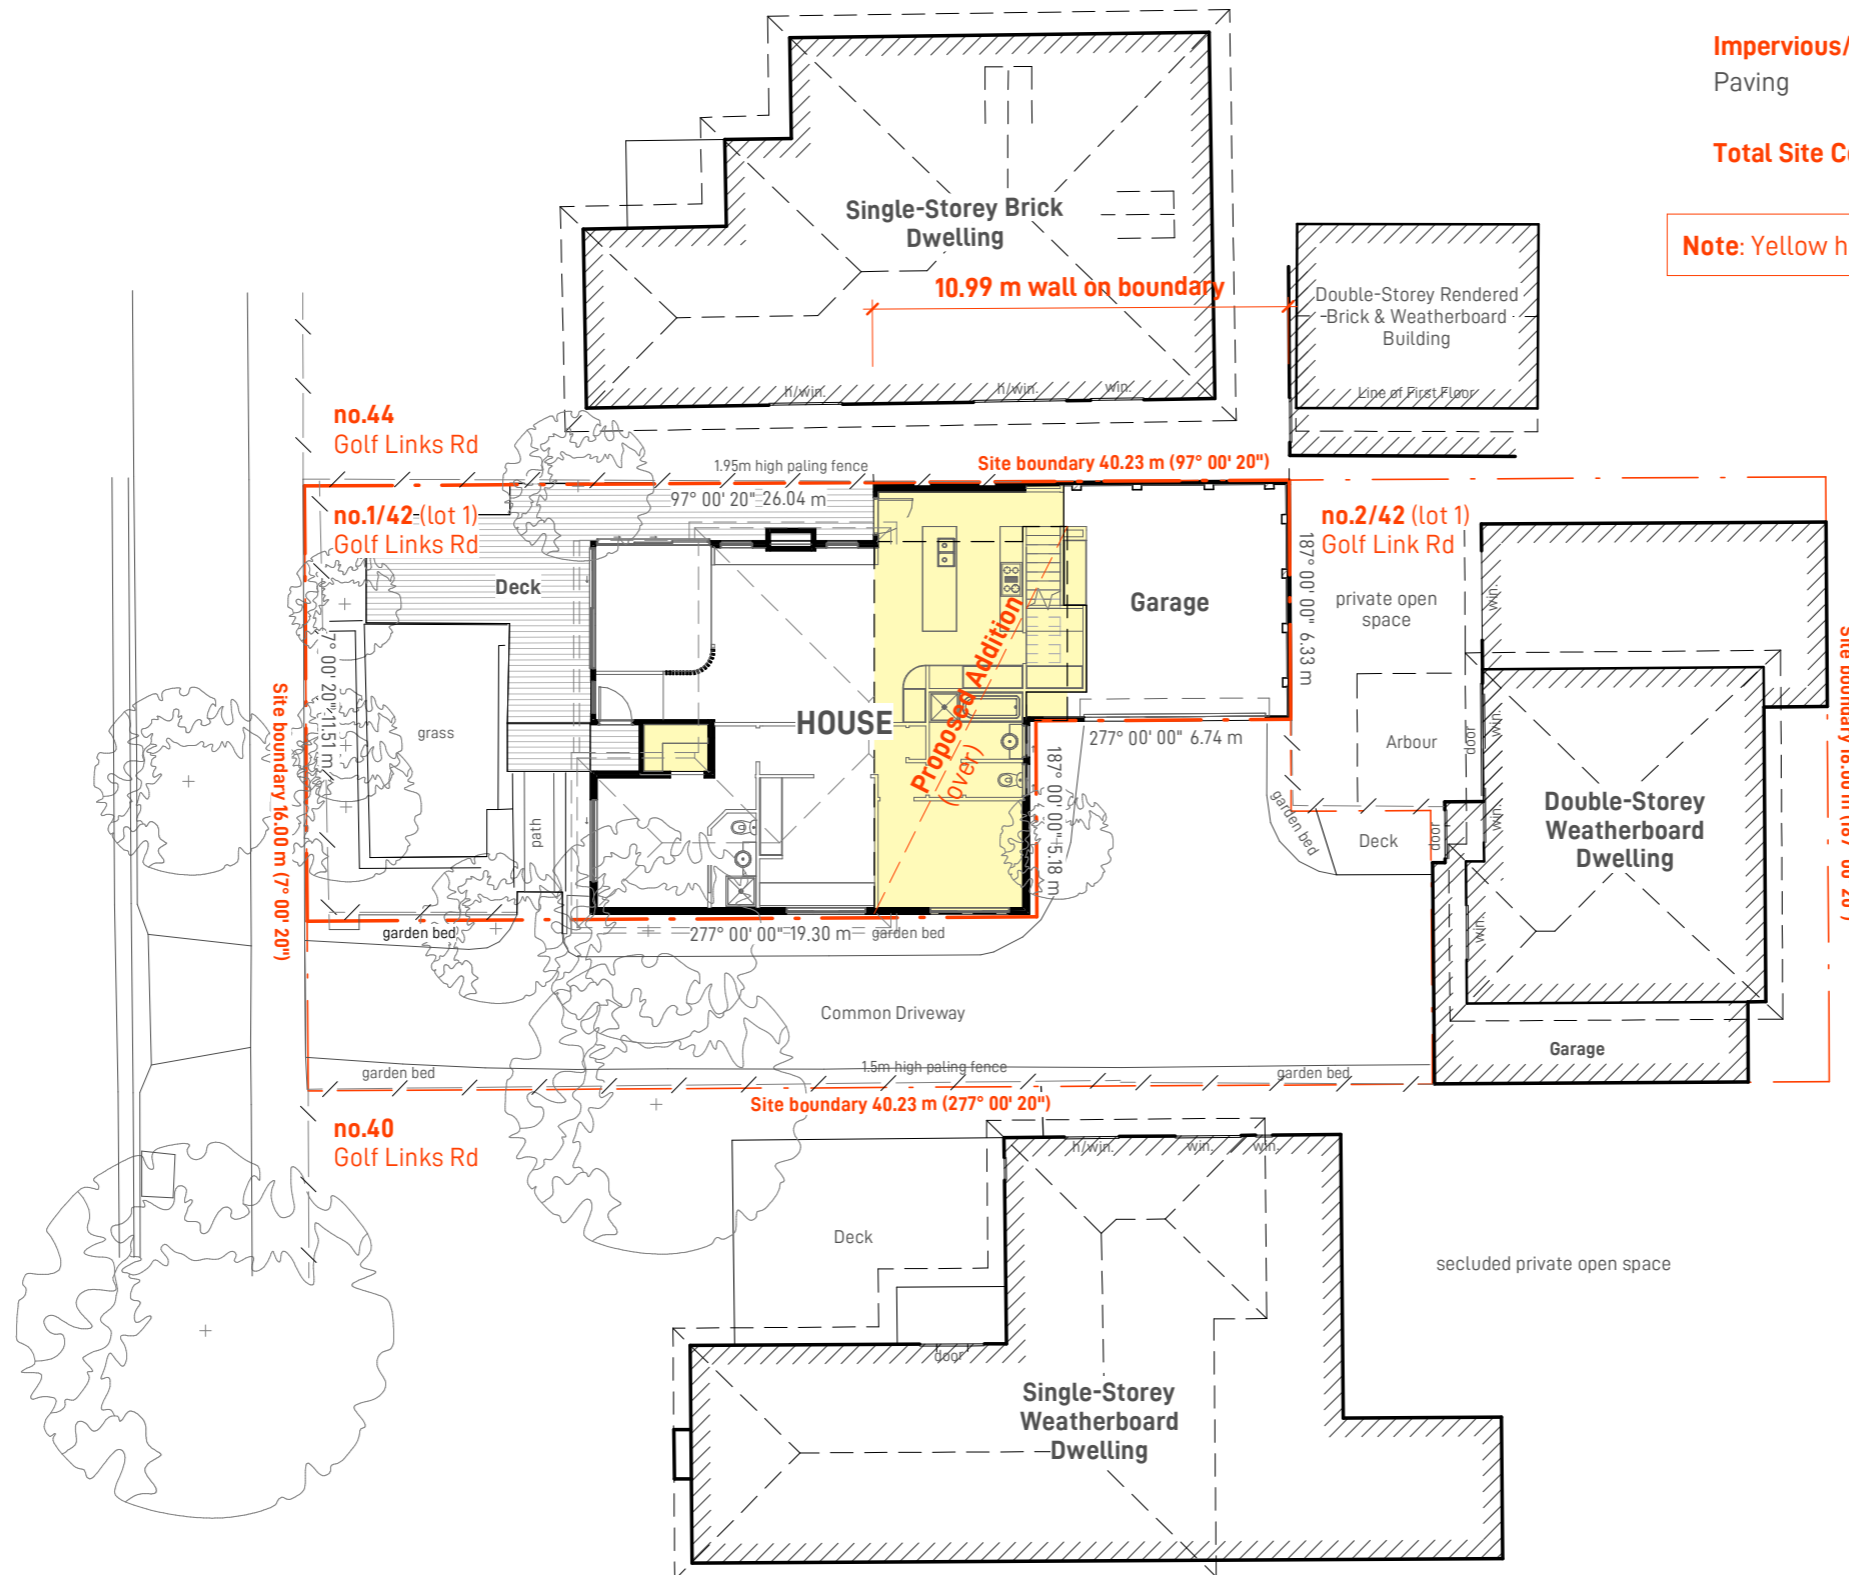 Impervious/
Paving
Total Site C
Note: Yellow h
Single-Storey Brick
Dwelling
10.99 m wall on boundary
Double-Storey Rendered
Brick & Weatherboard
Building
Line of First Floor
h/win.
h/win.
win.
no.44
Golf Links Rd
1.95m high paling fence
Site boundary 40.23 m (97° 00' 20")
97° 00' 20" 26.04 m
no.1/42 (lot 1)
Golf Links Rd
no.2/42 (lot 1)
Golf Link Rd
Deck
Garage
187° 00' 00" 6.33 m
private open
space
win.
Proposed Addition
(over)
7° 00' 20" 11.51 m
Site boundary 16.00 m (7° 00' 20")
grass
HOUSE
277° 00' 00" 6.74 m
187° 00' 00" 5.18 m
Arbour
door
win.
path
garden bed
Deck
door
win.
Double-Storey
Weatherboard
Dwelling
win.
garden bed
277° 00' 00" 19.30 m
garden bed
Common Driveway
Garage
garden bed
1.5m high paling fence
garden bed
Site boundary 40.23 m (277° 00' 20")
no.40
Golf Links Rd
h/win.
win.
win.
Deck
secluded private open space
door
Single-Storey
Weatherboard
Dwelling